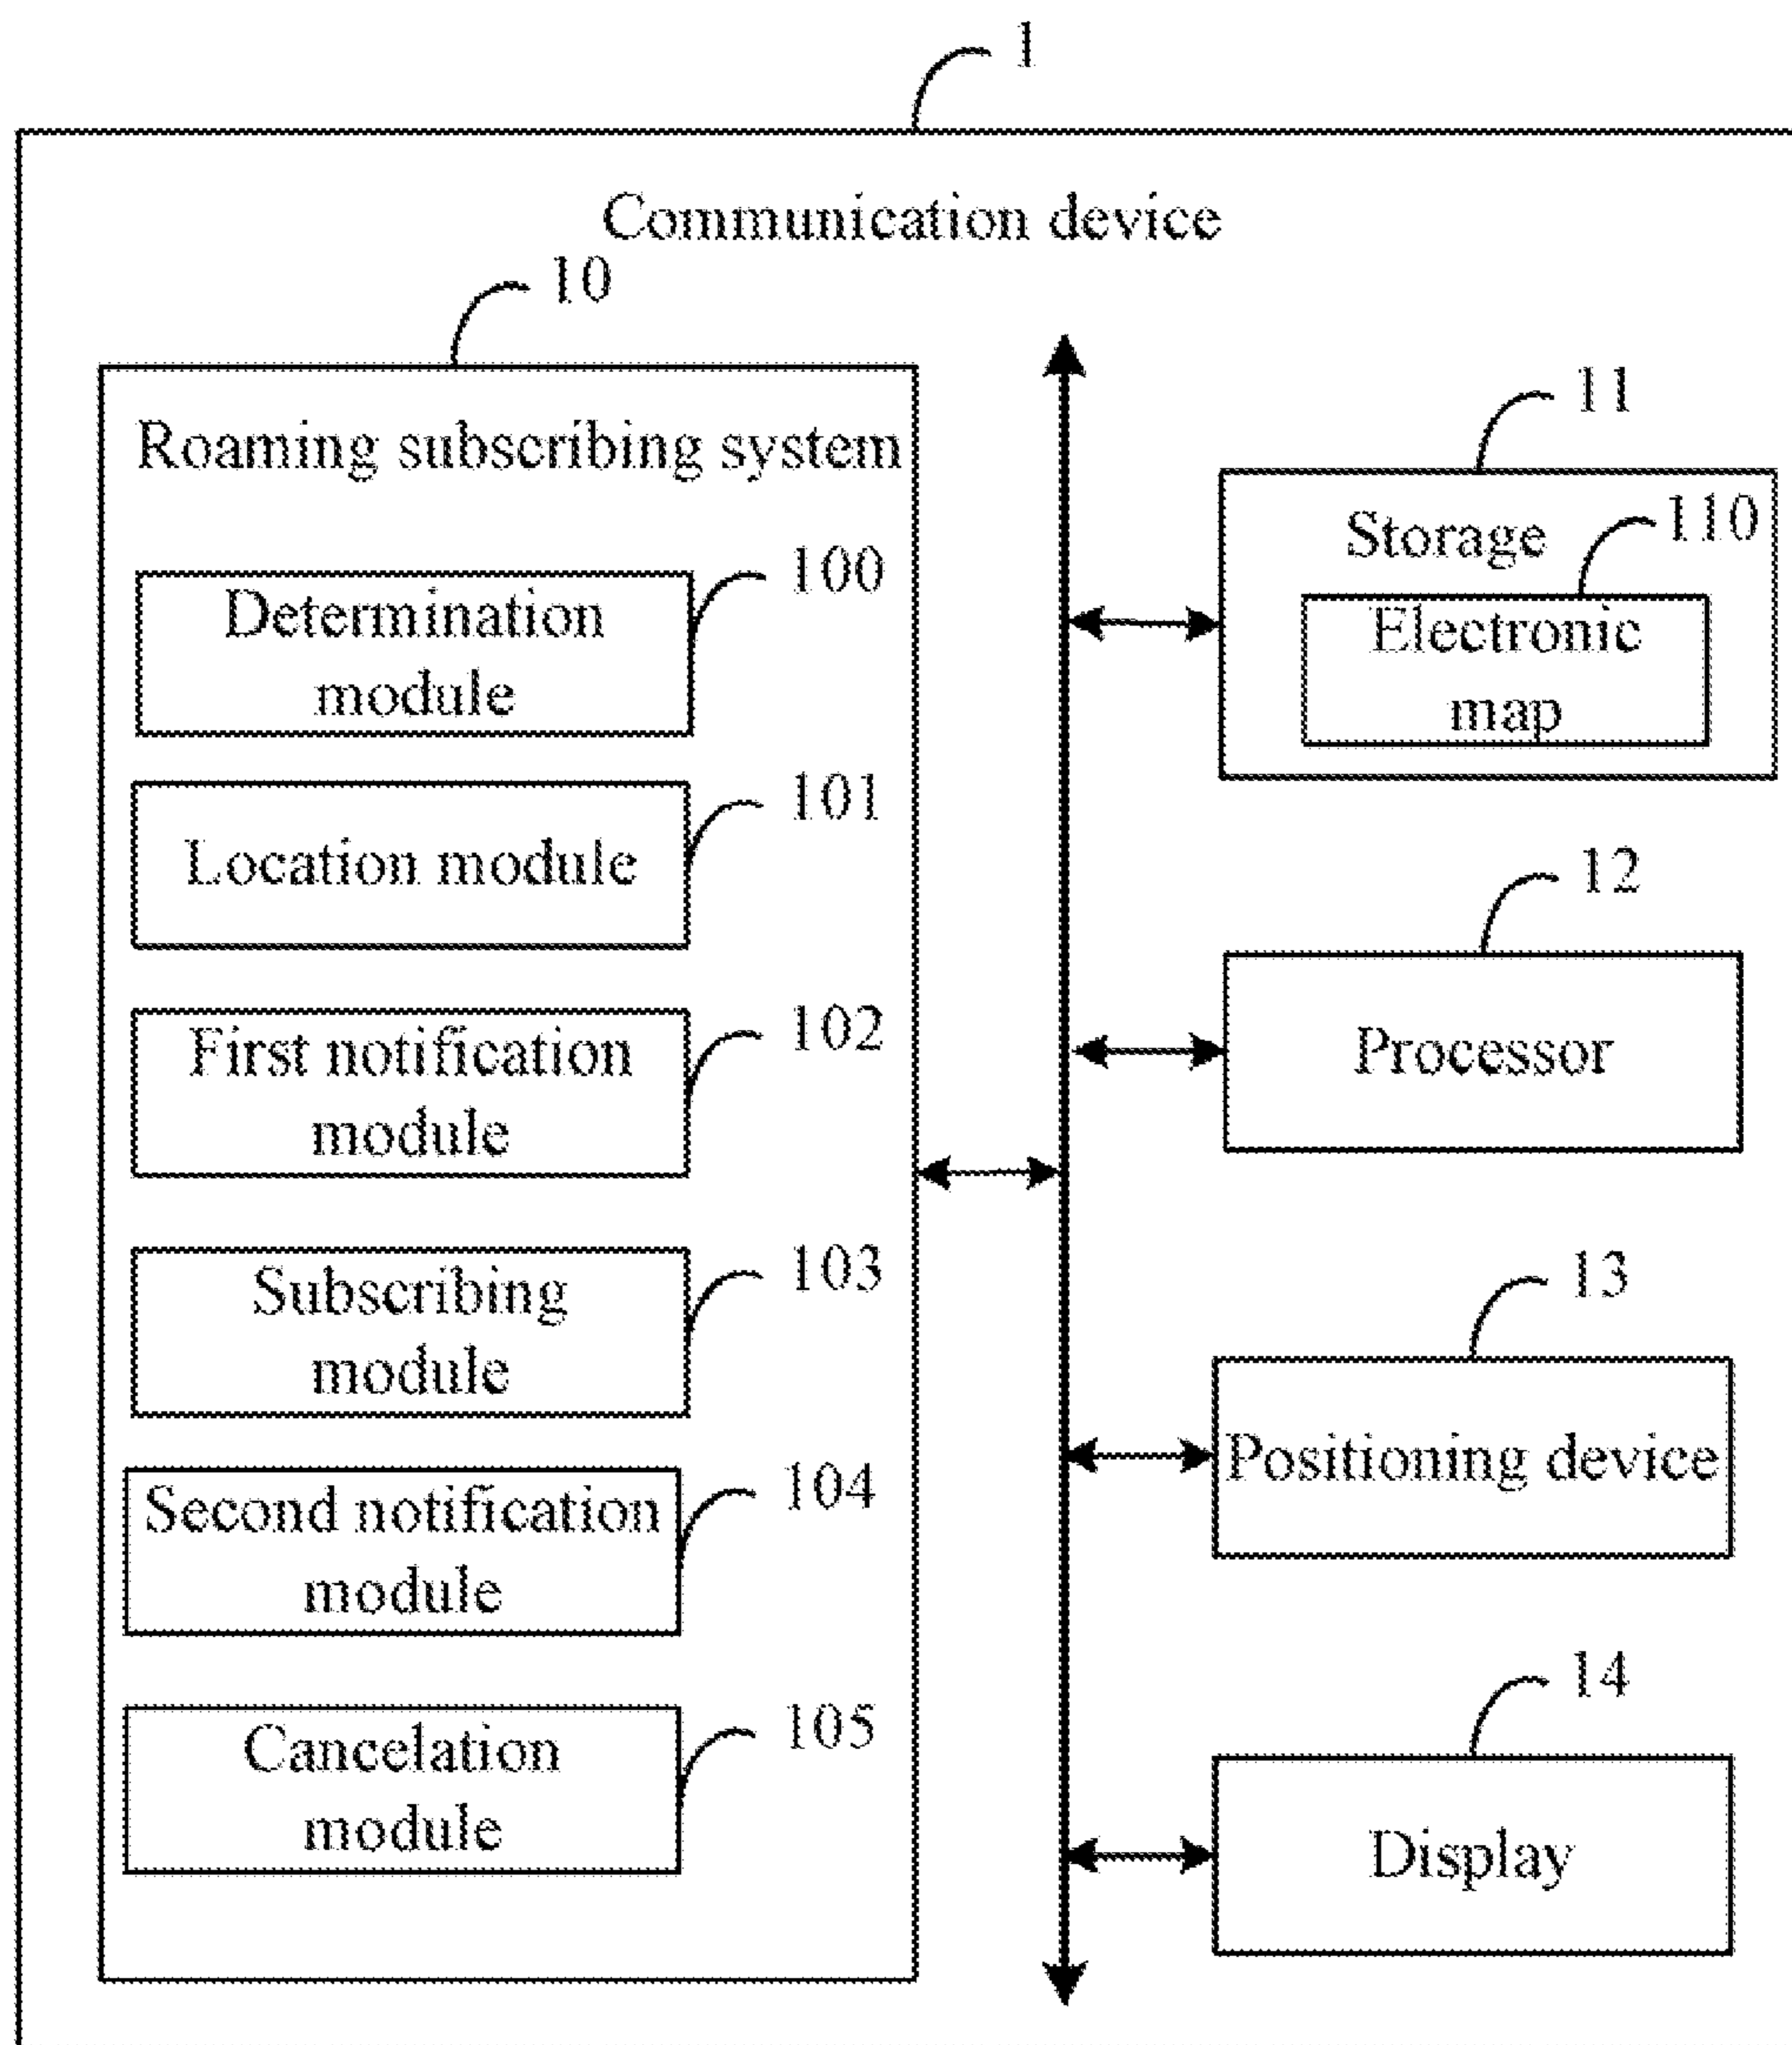 1
Communication device
10
Roaming subscribing system
100
Determination
module
101
Location module
102
First notification
module
103
Subscribing
module
104
Second notification
module
105
Cancelation
module
11
Storage
110
Electronic
map
12
Processor
13
Positioning device
14
Display